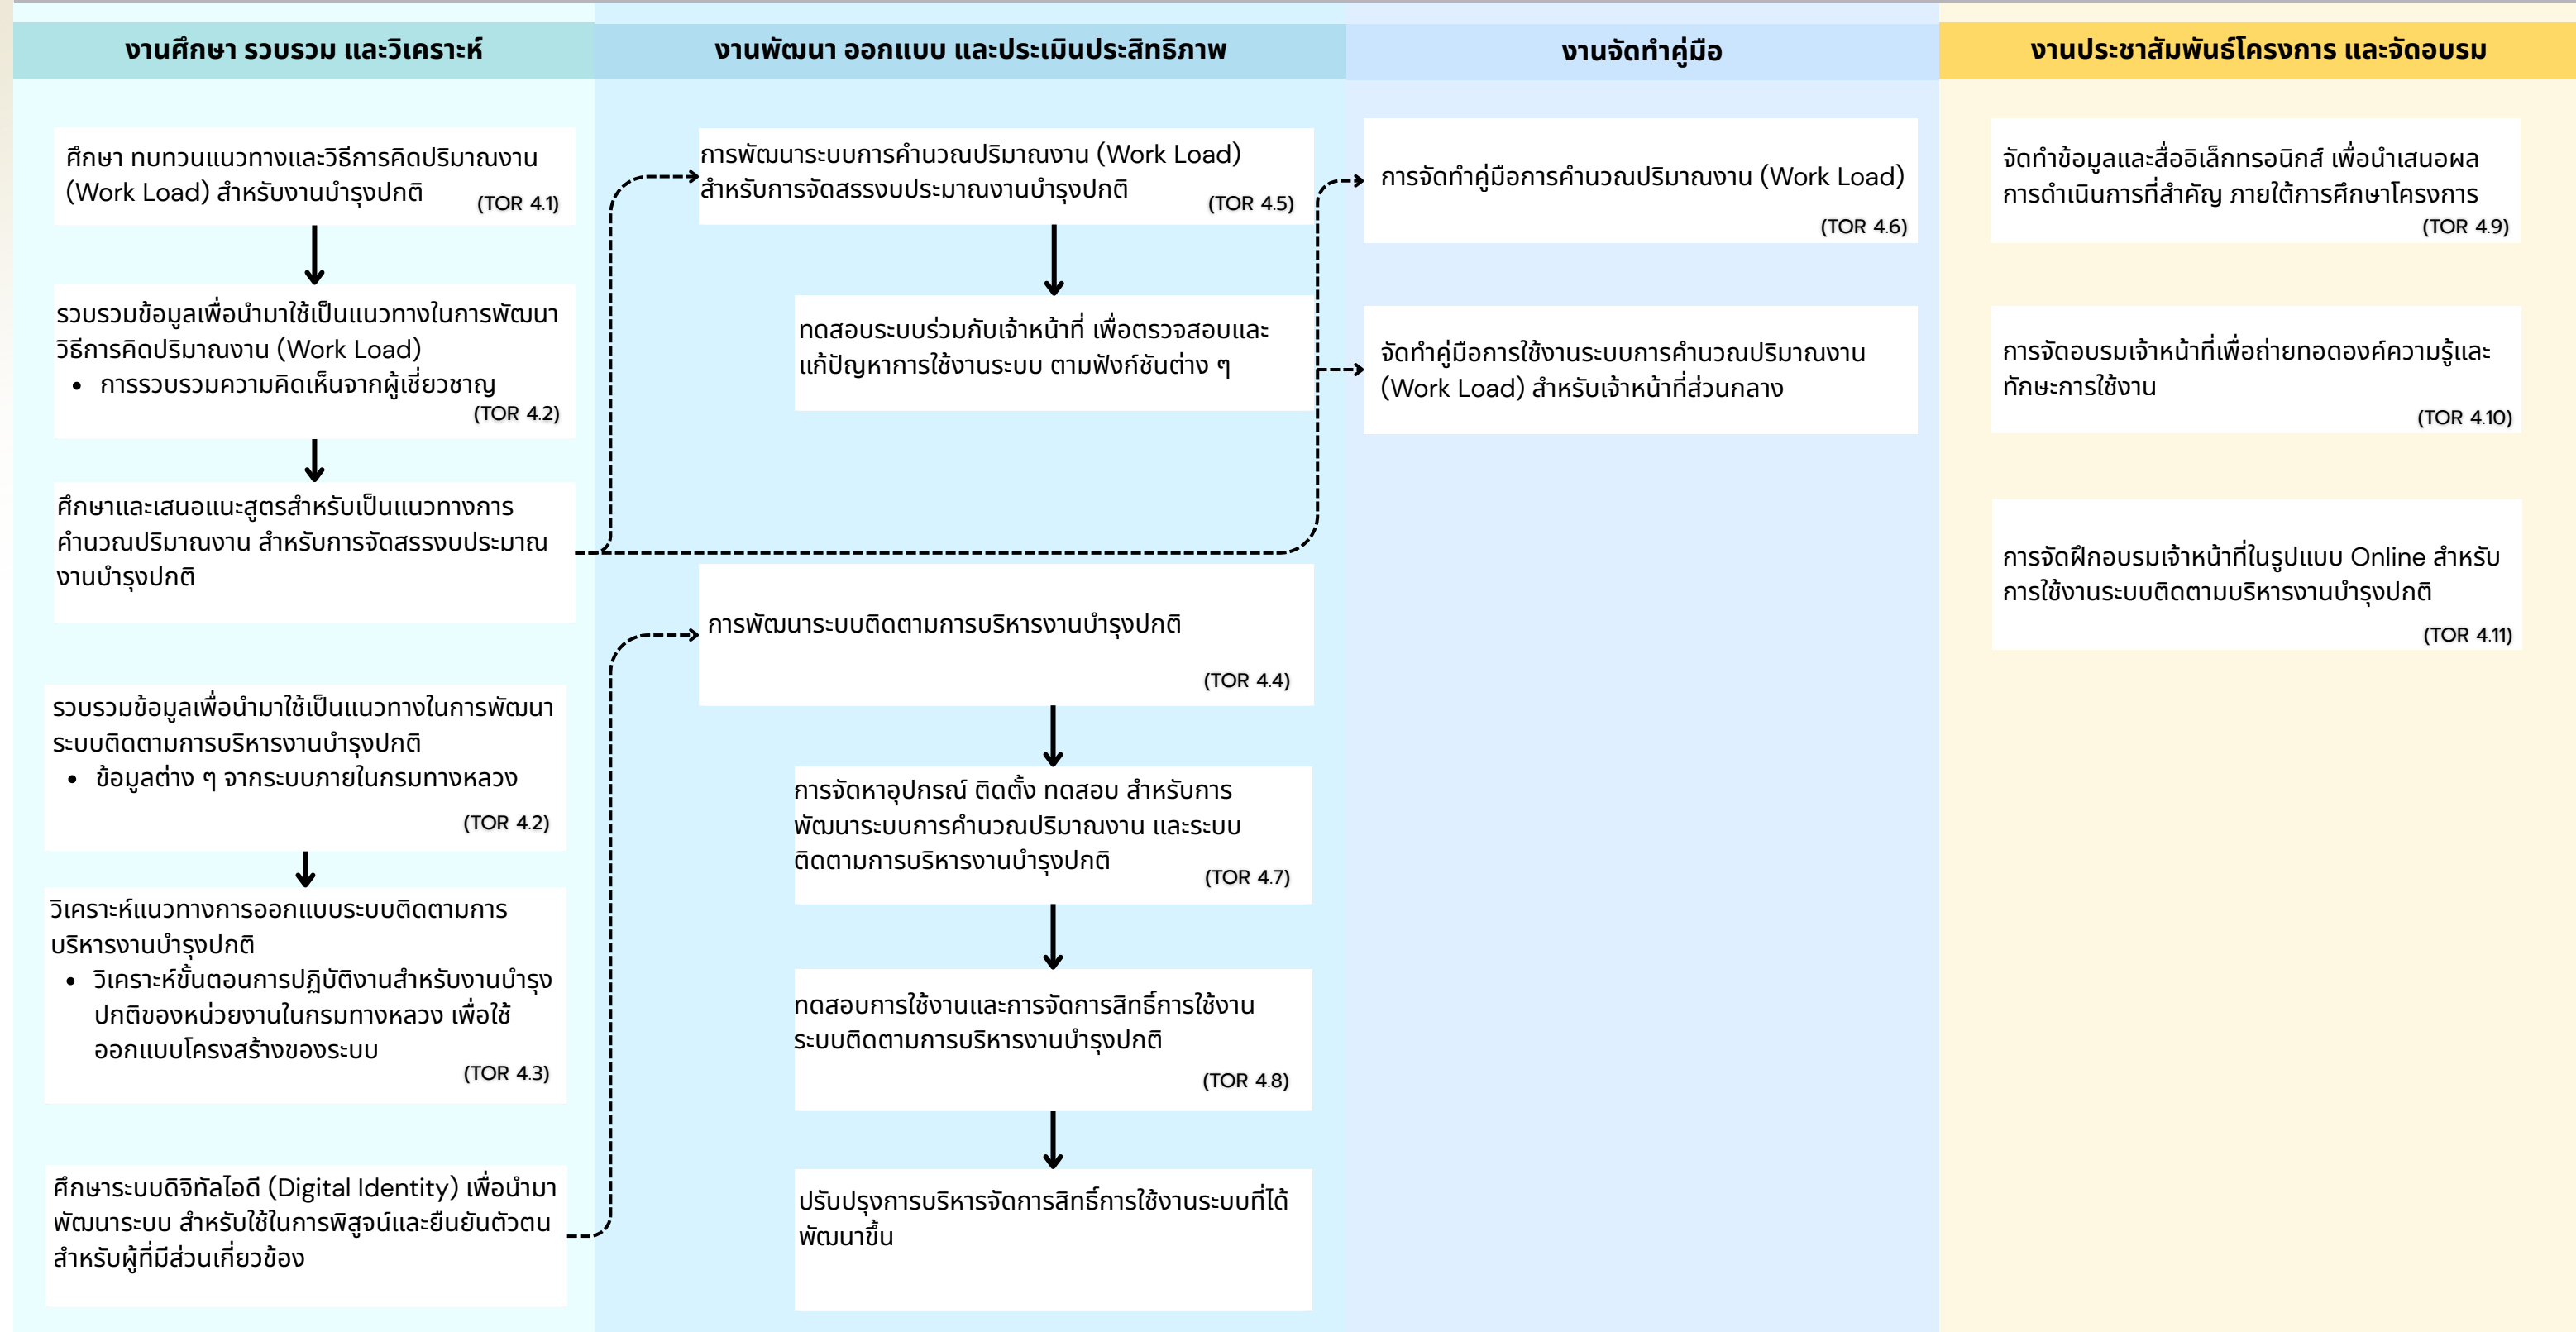 งานศึกษา รวบรวม และวิเคราะห์
ศึกษา ทบทวนแนวทางและวิธีการคิดปริมาณงาน
(Work Load) สำหรับงานบำรุงปกติ
(TOR 4.1)
รวบรวมข้อมูลเพื่อนำมาใช้เป็นแนวทางในการพัฒนา
วิธีการคิดปริมาณงาน (Work Load)
• การรวบรวมความคิดเห็นจากผู้เชี่ยวชาญ
(TOR 4.2)
ศึกษาและเสนอแนะสูตรสำหรับเป็นแนวทางการ
คำนวณปริมาณงาน สำหรับการจัดสรรงบประมาณ
งานบำรุงปกติ
รวบรวมข้อมูลเพื่อนำมาใช้เป็นแนวทางในการพัฒนา
ระบบติดตามการบริหารงานบำรุงปกติ
• ข้อมูลต่าง ๆ จากระบบภายในกรมทางหลวง
(TOR 4.2)
วิเคราะห์แนวทางการออกแบบระบบติดตามการ
บริหารงานบำรุงปกติ
• วิเคราะห์ขั้นตอนการปฏิบัติงานสำหรับงานบำรุง
ปกติของหน่วยงานในกรมทางหลวง เพื่อใช้
ออกแบบโครงสร้างของระบบ
(TOR 4.3)
ศึกษาระบบดิจิทัลไอดี (Digital Identity) เพื่อนำมา
พัฒนาระบบ สำหรับใช้ในการพิสูจน์และยืนยันตัวตน
สำหรับผู้ที่มีส่วนเกี่ยวข้อง
งานพัฒนา ออกแบบ และประเมินประสิทธิภาพ
การพัฒนาระบบการคำนวณปริมาณงาน (Work Load)
สำหรับการจัดสรรงบประมาณงานบำรุงปกติ
(TOR 4.5)
ทดสอบระบบร่วมกับเจ้าหน้าที่ เพื่อตรวจสอบและ
แก้ปัญหาการใช้งานระบบ ตามฟังก์ชันต่าง ๆ
การพัฒนาระบบติดตามการบริหารงานบำรุงปกติ
(TOR 4.4)
การจัดหาอุปกรณ์ ติดตั้ง ทดสอบ สำหรับการ
พัฒนาระบบการคำนวณปริมาณงาน และระบบ
ติดตามการบริหารงานบำรุงปกติ
(TOR 4.7)
ทดสอบการใช้งานและการจัดการสิทธิ์การใช้งาน
ระบบติดตามการบริหารงานบำรุงปกติ
(TOR 4.8)
ปรับปรุงการบริหารจัดการสิทธิ์การใช้งานระบบที่ได้
พัฒนาขึ้น
งานจัดทำคู่มือ
การจัดทำคู่มือการคำนวณปริมาณงาน (Work Load)
(TOR 4.6)
จัดทำคู่มือการใช้งานระบบการคำนวณปริมาณงาน
(Work Load) สำหรับเจ้าหน้าที่ส่วนกลาง
งานประชาสัมพันธ์โครงการ และจัดอบรม
จัดทำข้อมูลและสื่ออิเล็กทรอนิกส์ เพื่อนำเสนอผล
การดำเนินการที่สำคัญ ภายใต้การศึกษาโครงการ
(TOR 4.9)
การจัดอบรมเจ้าหน้าที่เพื่อถ่ายทอดองค์ความรู้และ
ทักษะการใช้งาน
(TOR 4.10)
การจัดฝึกอบรมเจ้าหน้าที่ในรูปแบบ Online สำหรับ
การใช้งานระบบติดตามบริหารงานบำรุงปกติ
(TOR 4.11)